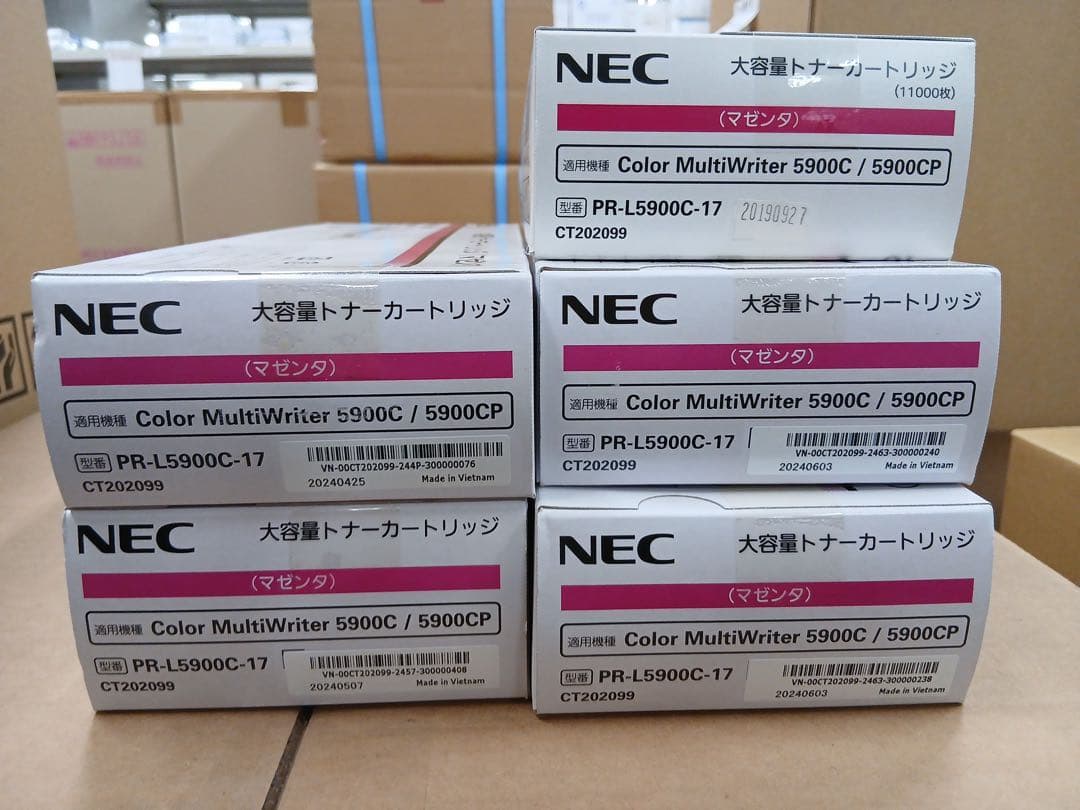 NEC 大容量トナーカートリッジ
(11000枚)
(マゼンタ)
適用機種 Color MultiWriter 5900C / 5900CP
型番 PR-L5900C-17 20190927
CT202099
NEC 大容量トナーカートリッジ
(マゼンタ)
適用機種 Color MultiWriter 5900C / 5900CP
型番 PR-L5900C-17
VN-00CT202099-244P-300000076
CT202099
20240425 Made in Vietnam
NEC 大容量トナーカートリッジ
(マゼンタ)
適用機種 Color MultiWriter 5900C / 5900CP
型番 PR-L5900C-17
VN-00CT202099-2463-300000240
CT202099
20240603 Made in Vietnam
NEC 大容量トナーカートリッジ
(マゼンタ)
適用機種 Color MultiWriter 5900C / 5900CP
型番 PR-L5900C-17
VN-00CT202099-2457-300000408
CT202099
20240507 Made in Vietnam
NEC 大容量トナーカートリッジ
(マゼンタ)
適用機種 Color MultiWriter 5900C / 5900CP
型番 PR-L5900C-17
VN-00CT202099-2463-300000238
CT202099
20240603 Made in Vietnam